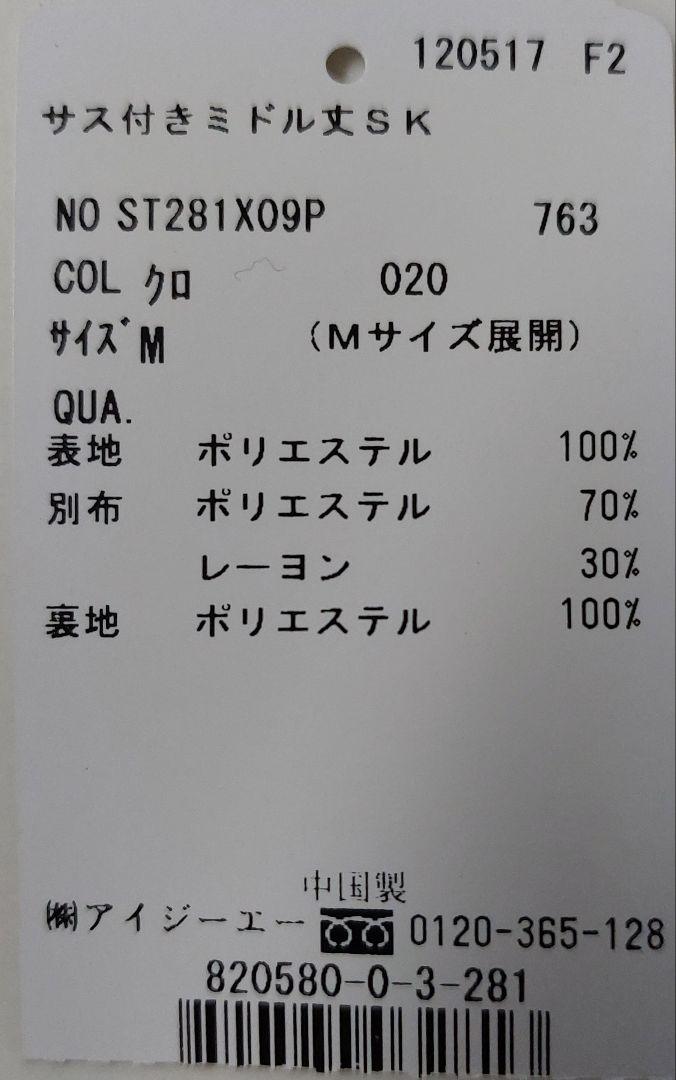 120517 F2
サス付きミドル丈ＳＫ
NO ST281X09P 763
COL ｸﾛ 020
ｻｲｽﾞ M （Ｍサイズ展開）
QUA.
表地 ポリエステル 100%
別布 ポリエステル 70%
レーヨン 30%
裏地 ポリエステル 100%
中国製
㈱アイジーエー 0120-365-128
820580-0-3-281